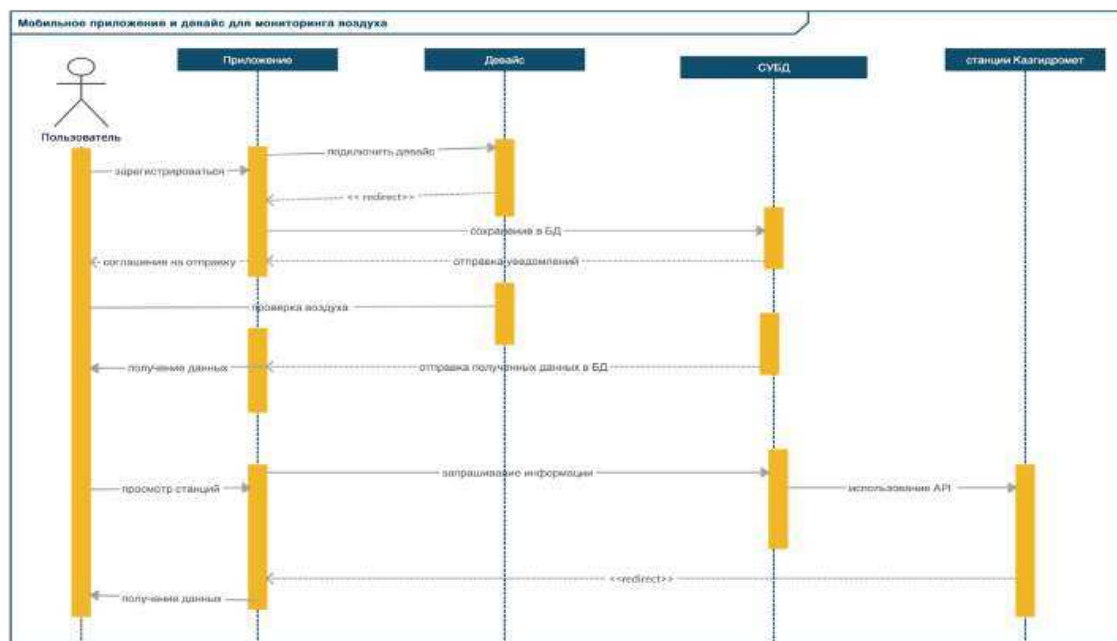 Мобильное приложение и девайс для мониторинга воздуха
Приложение
Девайс
СУБД
станции Казгидромет
Пользователь
подключить девайс
зарегистрироваться
<< redirect>>
сохранение в БД
соглашение на отправку
отправка уведомлений
проверка воздуха
получение данных
отправка полученных данных в БД
запрашивание информации
просмотр станций
использование API
<<redirect>>
получение данных